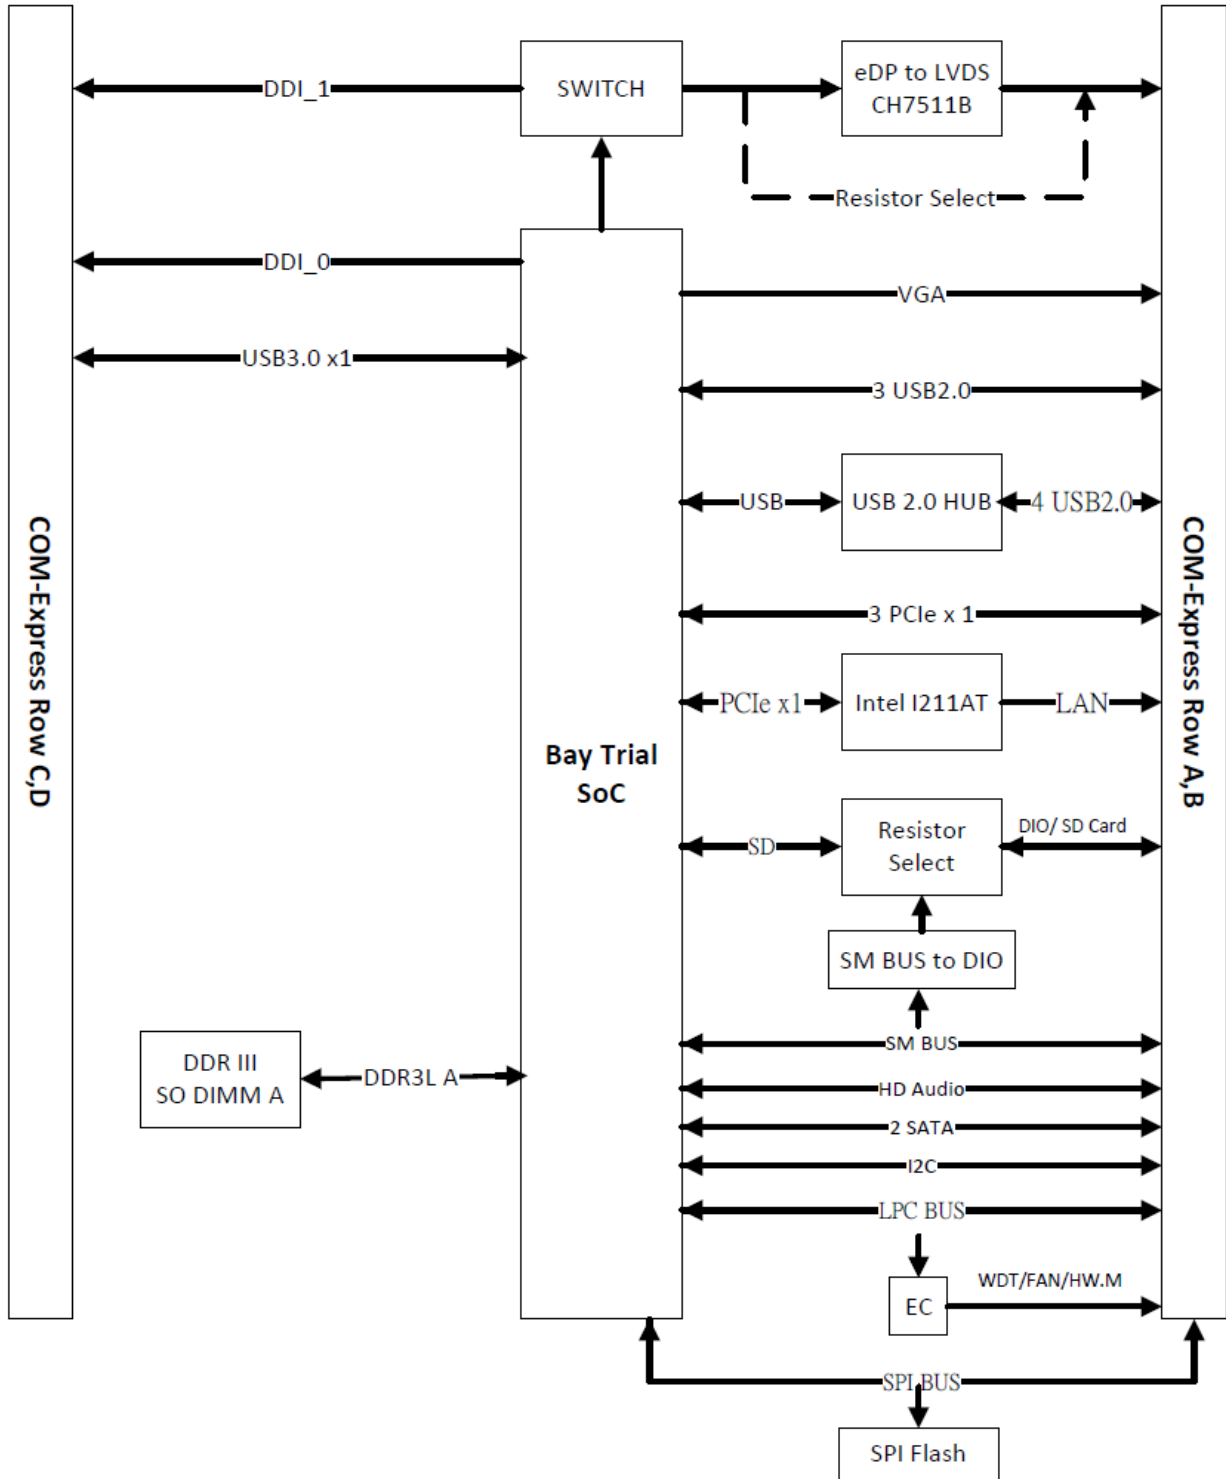 DDI_1
SWITCH
eDP to LVDS
CH7511B
Resistor Select
DDI_0
VGA
USB3.0 x1
3 USB2.0
USB
USB 2.0 HUB
4 USB2.0
COM-Express Row C,D
COM-Express Row A,B
3 PCIe x 1
PCIe x1
Intel I211AT
LAN
Bay Trial
SoC
SD
Resistor
Select
DIO/ SD Card
SM BUS to DIO
SM BUS
DDR III
SO DIMM A
DDR3L A
HD Audio
2 SATA
I2C
LPC BUS
EC
WDT/FAN/HW.M
SPI BUS
SPI Flash